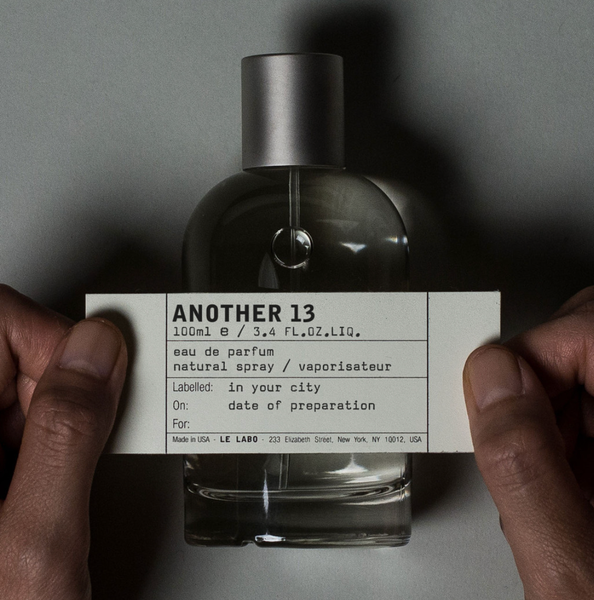 ANOTHER 13
100ml e / 3.4 FL.OZ.LIQ.
eau de parfum
natural spray / vaporisateur
Labelled: in your city
On: date of preparation
For:
Made in USA - LE LABO - 233 Elizabeth Street, New York, NY 10012, USA